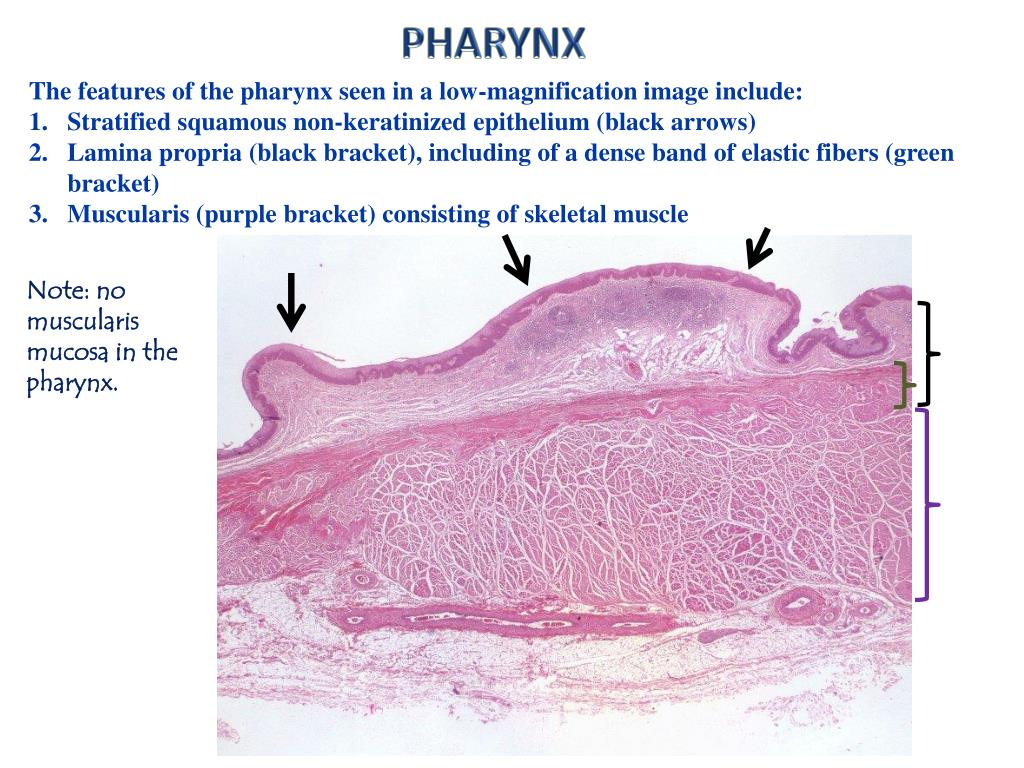 PHARYNX
The features of the pharynx seen in a low-magnification image include:
1. Stratified squamous non-keratinized epithelium (black arrows)
2. Lamina propria (black bracket), including of a dense band of elastic fibers (green
bracket)
3. Muscularis (purple bracket) consisting of skeletal muscle
Note: no
muscularis
mucosa in the
pharynx.